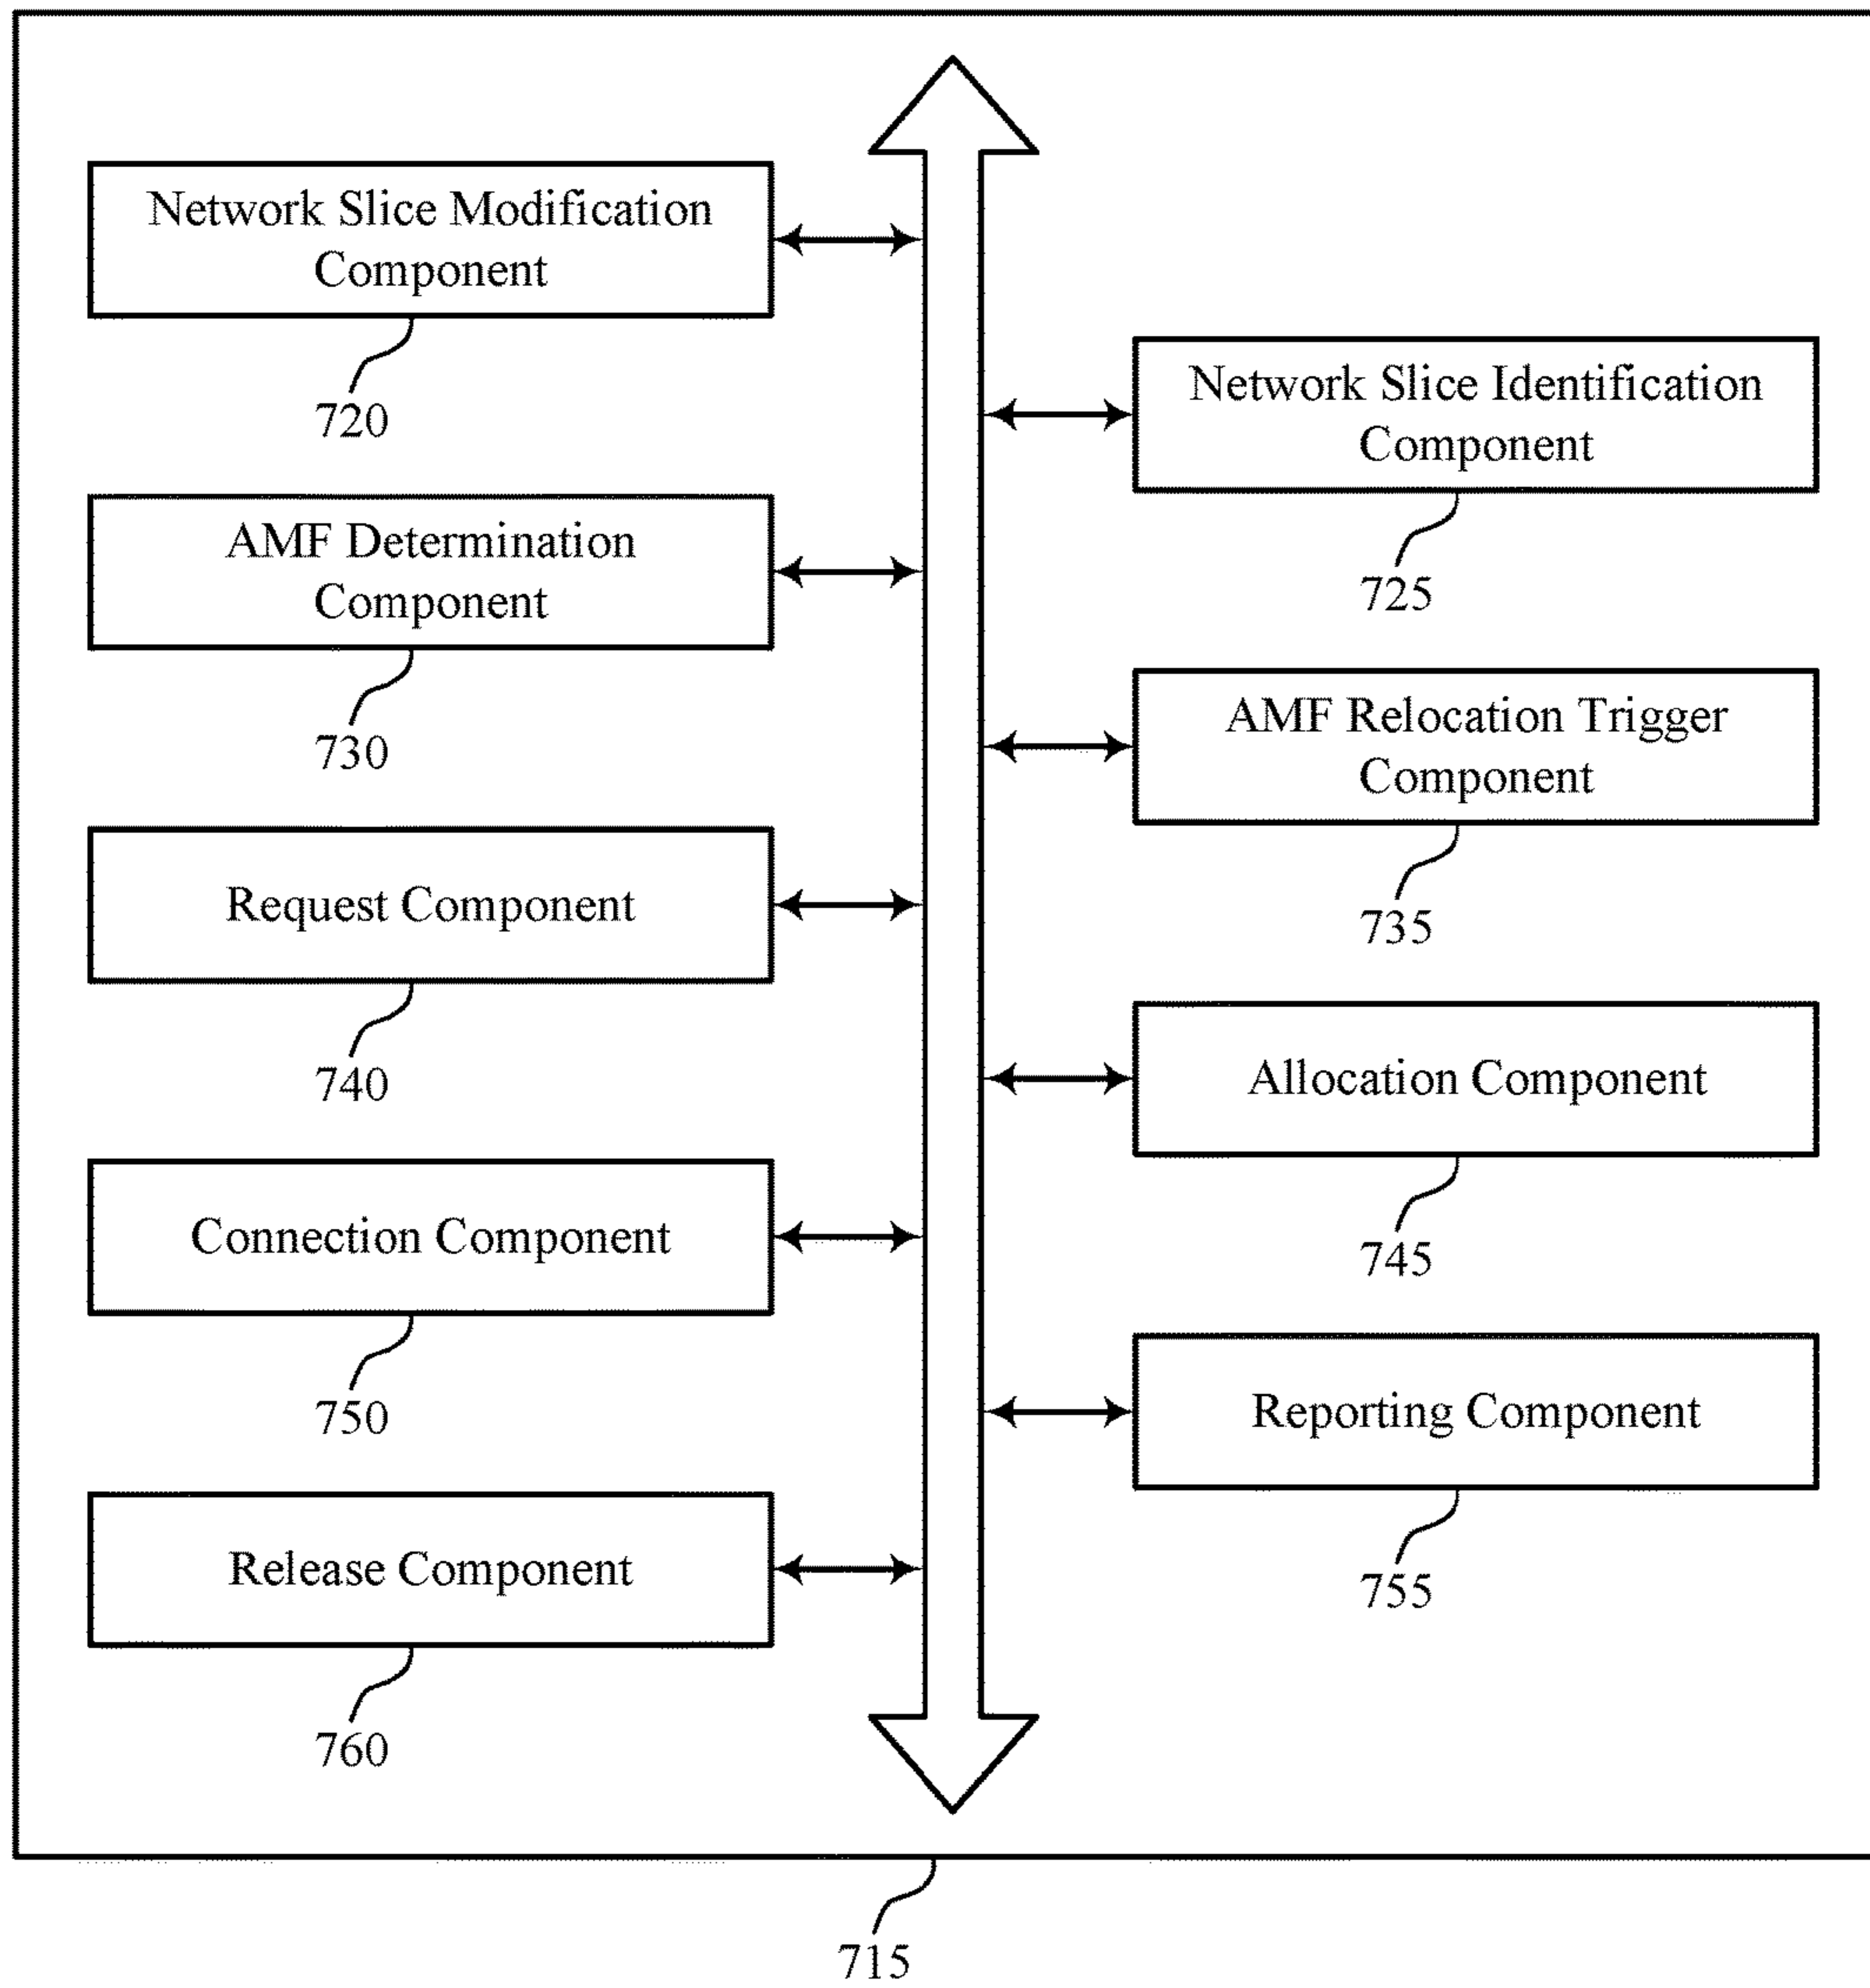 Network Slice Modification
Component
720
Network Slice Identification
Component
725
AMF Determination
Component
730
AMF Relocation Trigger
Component
735
Request Component
740
Allocation Component
745
Connection Component
750
Reporting Component
755
Release Component
760
715